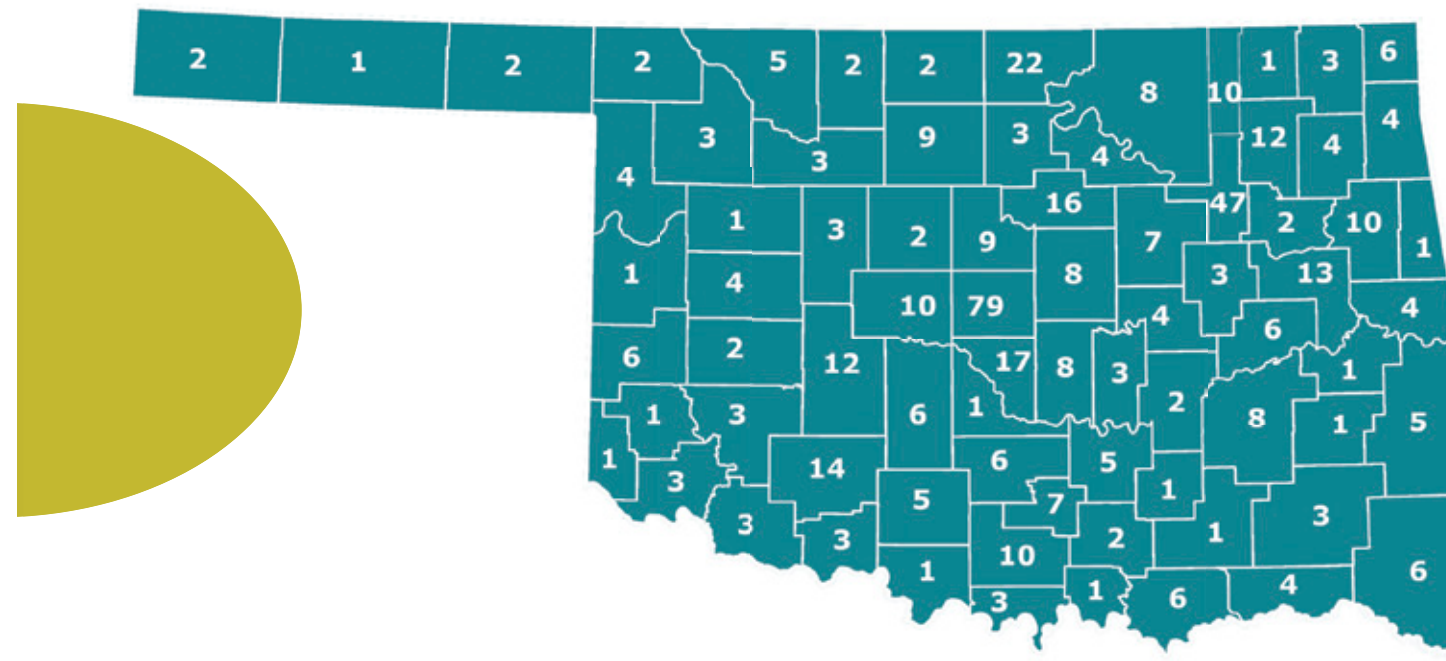 2 1 2 2 5 2 2 22 8 10 1 3 6
3 3 9 3 4 12 4 4
4 1 3 2 9 16 7 47 2 10 1
1 4 10 79 8 3 13 4
6 2 12 17 8 3 4 6 1
1 3 6 1 2 8 1 5
1 3 14 6 5 1
3 3 5 7 2 1 3
1 10 1 6 4 6
3